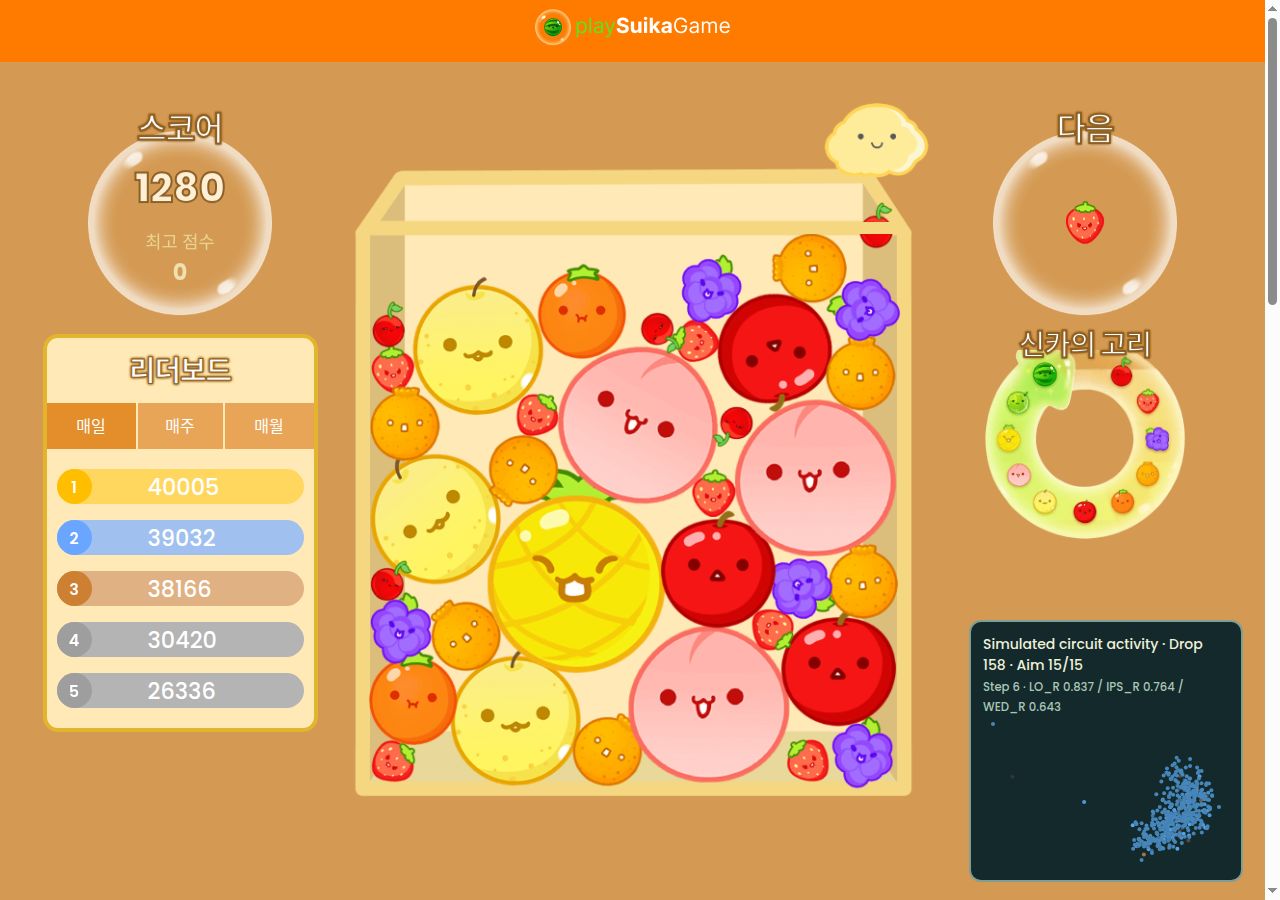 playSuikaGame
스코어
1280
최고 점수
0
리더보드
매일
매주
매월
1 40005
2 39032
3 38166
4 30420
5 26336
다음
신카의 고리
Simulated circuit activity · Drop
158 · Aim 15/15
Step 6 · LO_R 0.837 / IPS_R 0.764 /
WED_R 0.643